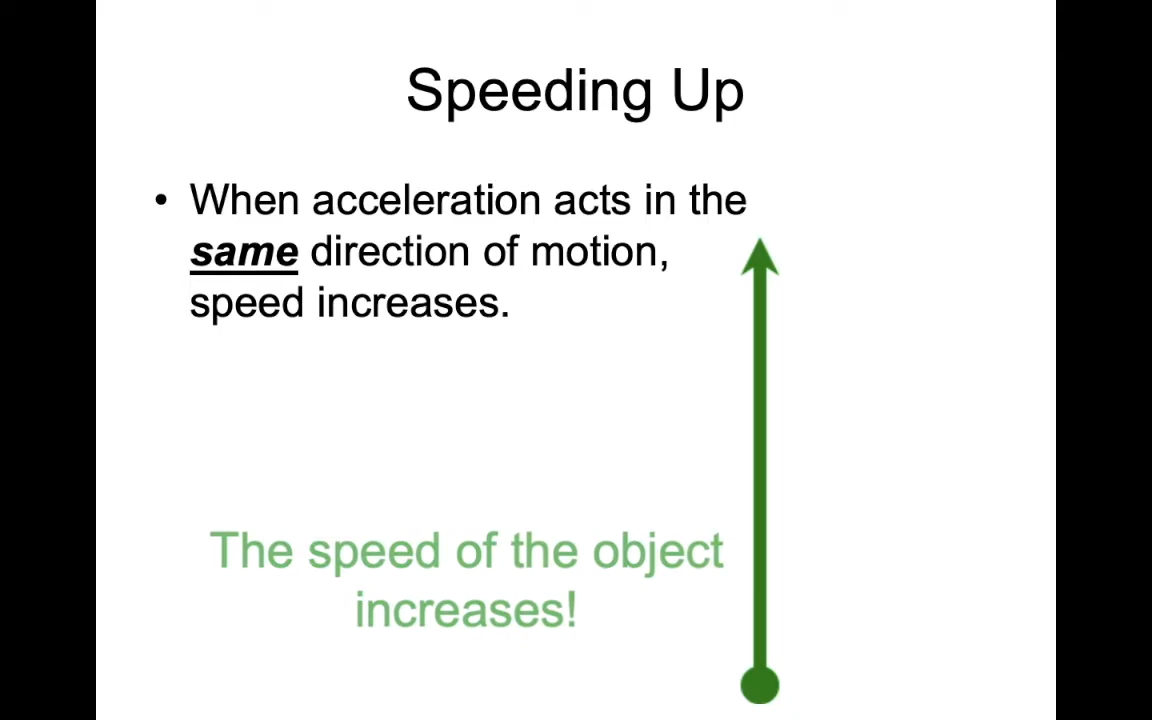 Speeding Up
• When acceleration acts in the
same direction of motion,
speed increases.
The speed of the object
increases!